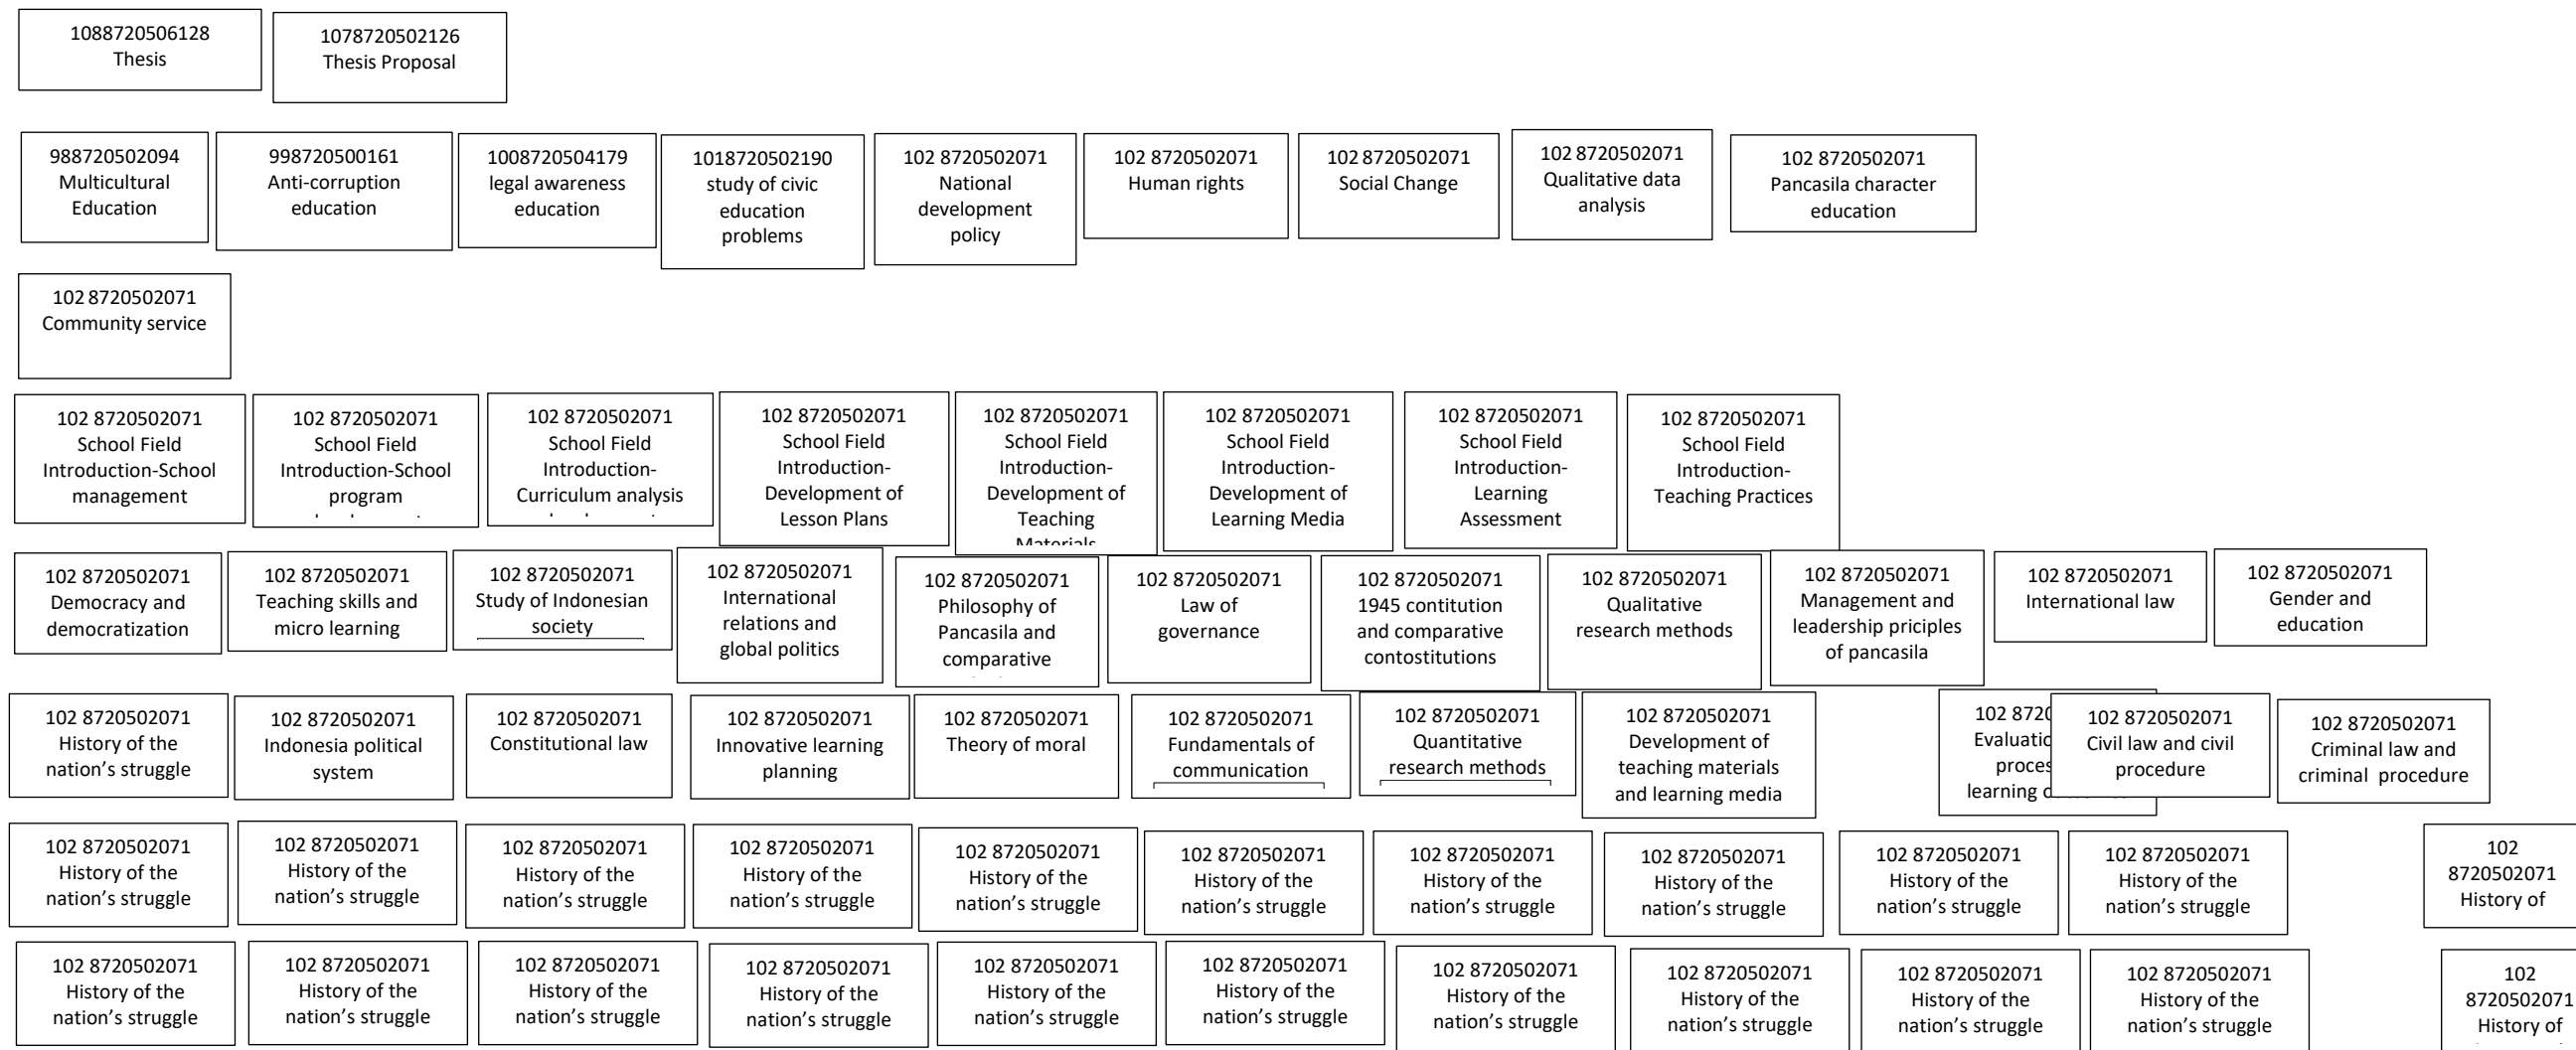 1088720506128
Thesis
1078720502126
Thesis Proposal
988720502094
Multicultural
Education
998720500161
Anti-corruption
education
1008720504179
legal awareness
education
1018720502190
study of civic
education
problems
102 8720502071
National
development
policy
102 8720502071
Human rights
102 8720502071
Social Change
102 8720502071
Qualitative data
analysis
102 8720502071
Pancasila character
education
102 8720502071
Community service
102 8720502071
School Field
Introduction-School
management
102 8720502071
School Field
Introduction-School
program
102 8720502071
School Field
Introduction-
Curriculum analysis
102 8720502071
School Field
Introduction-
Development of
Lesson Plans
102 8720502071
School Field
Introduction-
Development of
Teaching
Materials
102 8720502071
School Field
Introduction-
Development of
Learning Media
102 8720502071
School Field
Introduction-
Learning
Assessment
102 8720502071
School Field
Introduction-
Teaching Practices
102 8720502071
Democracy and
democratization
102 8720502071
Teaching skills and
micro learning
102 8720502071
Study of Indonesian
society
102 8720502071
International
relations and
global politics
102 8720502071
Philosophy of
Pancasila and
comparative
102 8720502071
Law of
governance
102 8720502071
1945 contitution
and comparative
contostitutions
102 8720502071
Qualitative
research methods
102 8720502071
Management and
leadership priciples
of pancasila
102 8720502071
International law
102 8720502071
Gender and
education
102 8720502071
History of the
nation’s struggle
102 8720502071
Indonesia political
system
102 8720502071
Constitutional law
102 8720502071
Innovative learning
planning
102 8720502071
Theory of moral
102 8720502071
Fundamentals of
communication
102 8720502071
Quantitative
research methods
102 8720502071
Development of
teaching materials
and learning media
102
learning
102 8720502071
Civil law and civil
procedure
102 8720502071
Criminal law and
criminal procedure
102 8720502071
History of the
nation’s struggle
102 8720502071
History of the
nation’s struggle
102 8720502071
History of the
nation’s struggle
102 8720502071
History of the
nation’s struggle
102 8720502071
History of the
nation’s struggle
102 8720502071
History of the
nation’s struggle
102 8720502071
History of the
nation’s struggle
102 8720502071
History of the
nation’s struggle
102 8720502071
History of the
nation’s struggle
102 8720502071
History of the
nation’s struggle
102
8720502071
History of
102 8720502071
History of the
nation’s struggle
102 8720502071
History of the
nation’s struggle
102 8720502071
History of the
nation’s struggle
102 8720502071
History of the
nation’s struggle
102 8720502071
History of the
nation’s struggle
102 8720502071
History of the
nation’s struggle
102 8720502071
History of the
nation’s struggle
102 8720502071
History of the
nation’s struggle
102 8720502071
History of the
nation’s struggle
102 8720502071
History of the
nation’s struggle
102
8720502071
History of